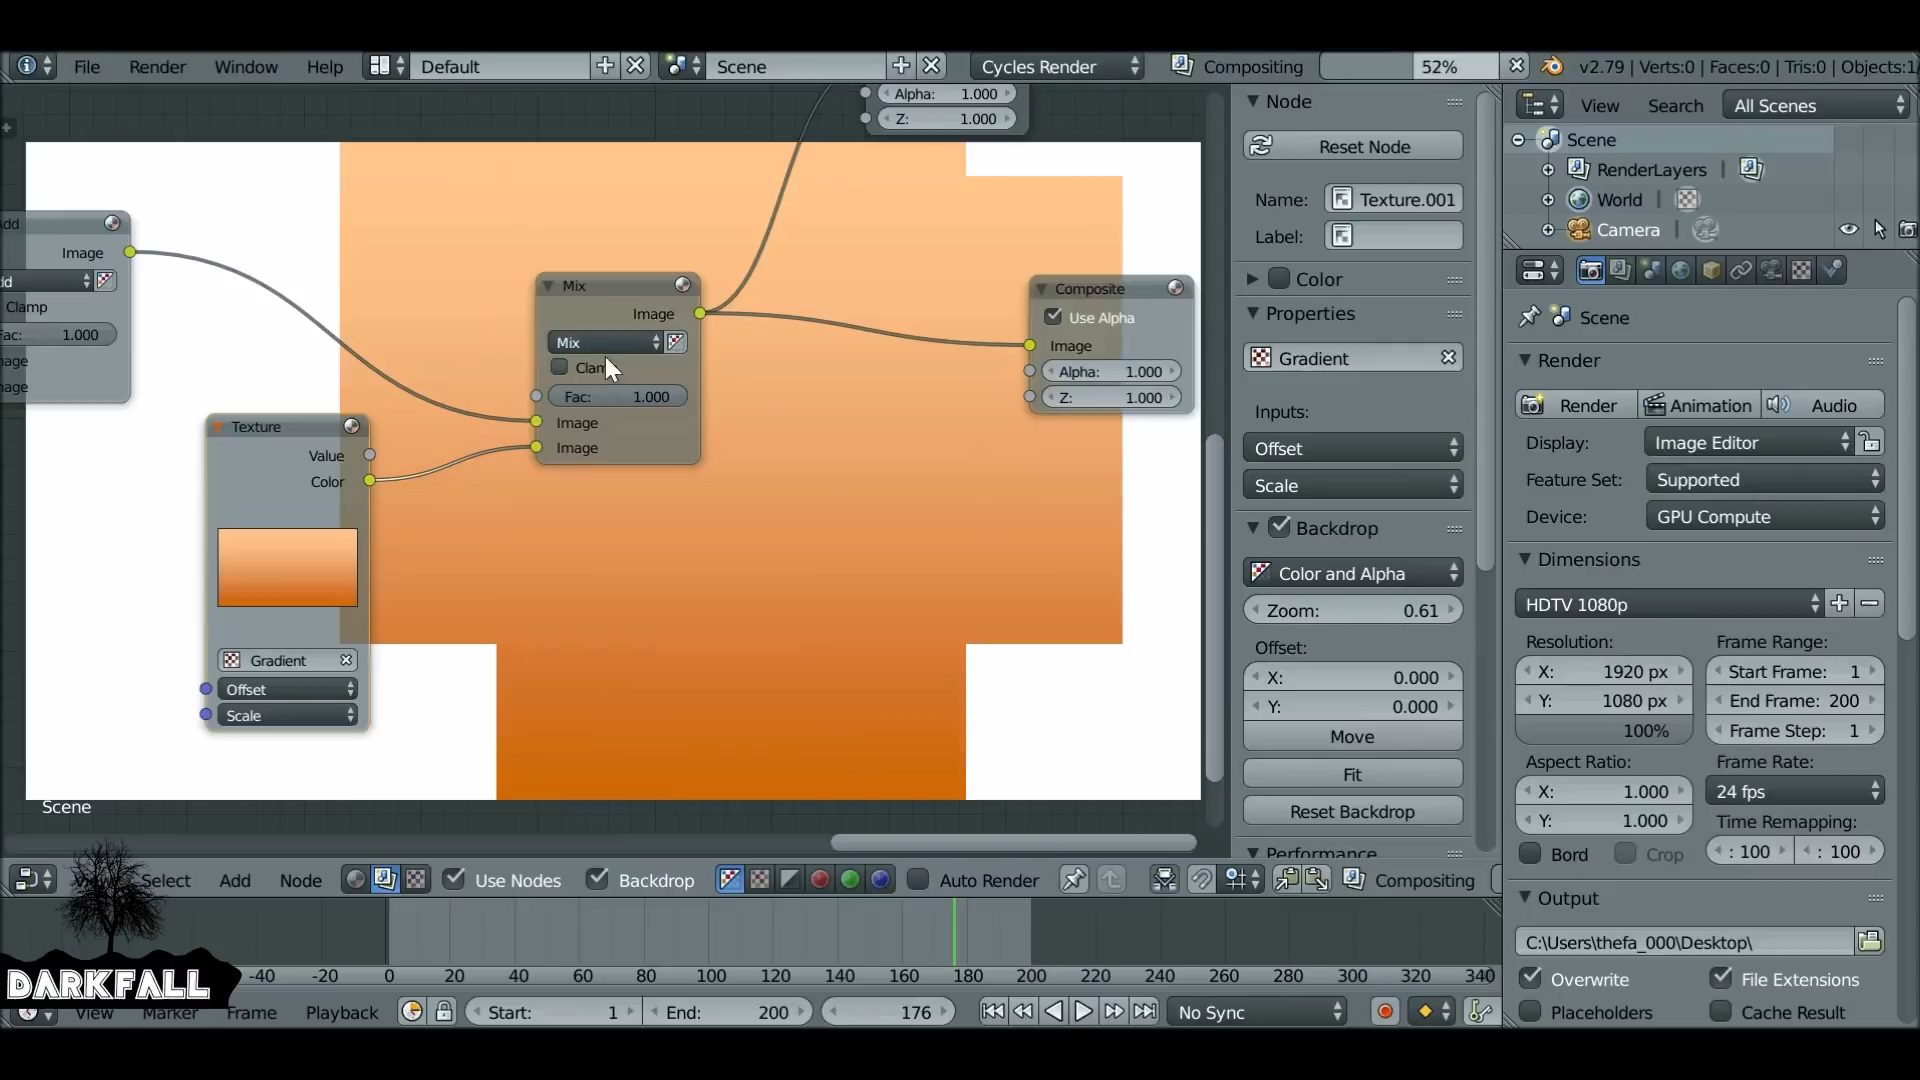 File Render Window Help Default Scene Cycles Render Compositing 52% v2.79 | Verts:0 | Faces:0 | Tris:0 | Objects:1/
Alpha: 1.000
Z: 1.000
Add
Image
Clamp
Fac: 1.000
Image
Image
Texture
Value
Color
Gradient
Offset
Scale
Mix
Image
Mix
Clam
Fac: 1.000
Image
Image
Composite
Use Alpha
Image
Alpha: 1.000
Z: 1.000
Scene
Node
Reset Node
Name: Texture.001
Label:
Color
Properties
Gradient
Inputs:
Offset
Scale
Backdrop
Color and Alpha
Zoom: 0.61
Offset:
X: 0.000
Y: 0.000
Move
Fit
Reset Backdrop
Performance
View Search All Scenes
Scene
RenderLayers |
World |
Camera |
Scene
Render
Render Animation Audio
Display: Image Editor
Feature Set: Supported
Device: GPU Compute
Dimensions
HDTV 1080p
Resolution: Frame Range:
X: 1920 px Start Frame: 1
Y: 1080 px End Frame: 200
100% Frame Step: 1
Aspect Ratio: Frame Rate:
X: 1.000 24 fps
Y: 1.000 Time Remapping:
Bord Crop : 100 : 100
Output
C:\Users\thefa_000\Desktop\
Overwrite File Extensions
Placeholders Cache Result
Select Add Node Use Nodes Backdrop Auto Render Compositing
-40 -20 0 20 40 60 80 100 120 140 160 180 200 220 240 260 280 300 320 340
DARKFALL
View Marker Frame Playback Start: 1 End: 200 176 No Sync